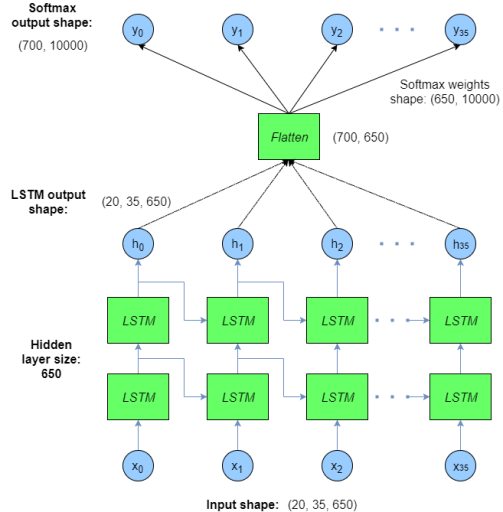 Softmax
output shape:
(700, 10000)
y0
y1
y2
y35
Softmax weights
shape: (650, 10000)
Flatten
(700, 650)
LSTM output
shape:
(20, 35, 650)
h0
h1
h2
h35
LSTM
LSTM
LSTM
LSTM
Hidden
layer size:
650
LSTM
LSTM
LSTM
LSTM
x0
x1
x2
x35
Input shape: (20, 35, 650)